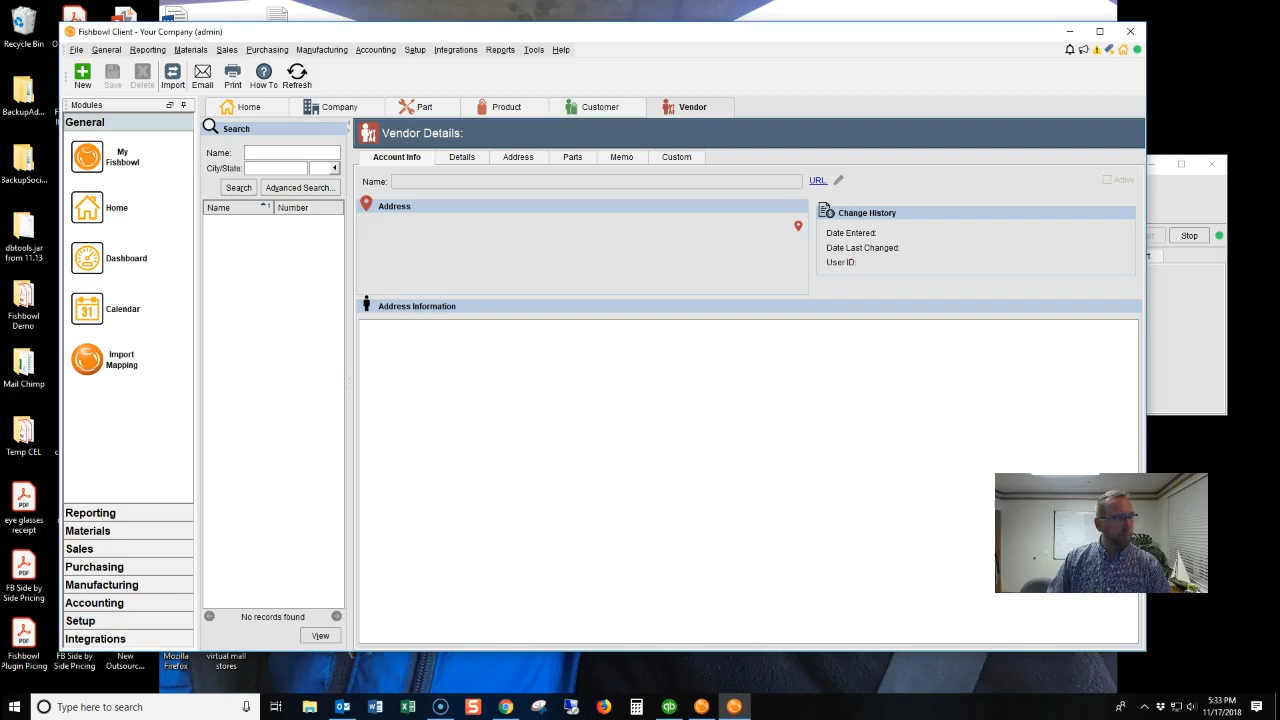 Recycle Bin
BackupAd...
BackupSoci...
dbtools.jar
from 11.13
Fishbowl
Demo
Mail Chimp
Temp CEL
eye glasses
receipt
FB Side by
Side Pricing
Fishbowl
Plugin Pricing
FB Side by
Side Pricing
New
Outsourc...
Mozilla
Firefox
virtual mall
stores
Fishbowl Client - Your Company (admin)
File General Reporting Materials Sales Purchasing Manufacturing Accounting Setup Integrations Reports Tools Help
New Save Delete Import Email Print How To Refresh
Modules
General
My
Fishbowl
Home
Dashboard
31
Calendar
Import
Mapping
Reporting
Materials
Sales
Purchasing
Manufacturing
Accounting
Setup
Integrations
Home Company Part Product Customer Vendor
Search
Name:
City/State:
Search Advanced Search...
Name 1 Number
No records found
View
Vendor Details:
Account Info Details Address Parts Memo Custom
Name: URL: Active
Address
Change History
Date Entered:
Date Last Changed:
User ID:
Address Information
Stop
Type here to search
5:33 PM
11/17/2018